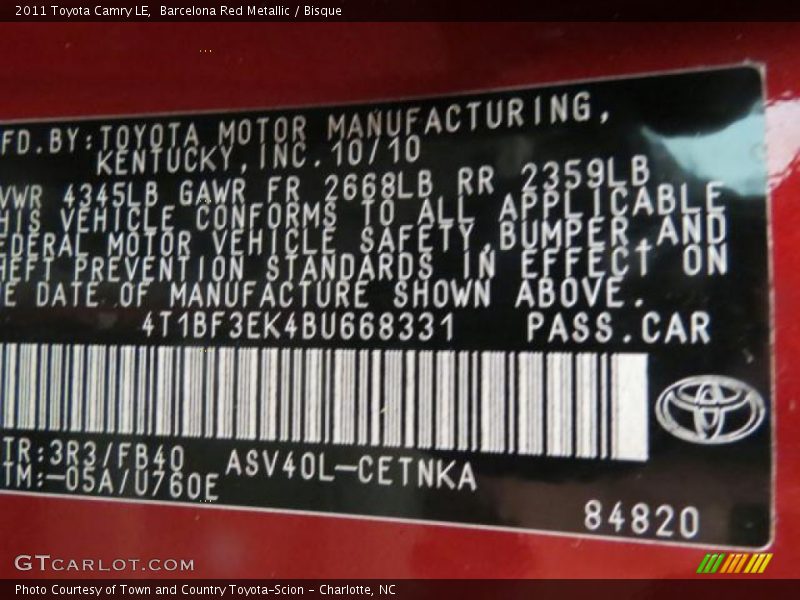 2011 Toyota Camry LE,  Barcelona Red Metallic / Bisque
FD.BY:TOYOTA MOTOR MANUFACTURING,
KENTUCKY,INC.10/10
VWR 4345LB GAWR FR 2668LB RR 2359LB
HIS VEHICLE CONFORMS TO ALL APPLICABLE
EDERAL MOTOR VEHICLE SAFETY,BUMPER,AND
HEFT PREVENTION STANDARDS IN EFFECT ON
E DATE OF MANUFACTURE SHOWN ABOVE.
4T1BF3EK4BU668331 PASS.CAR
TR:3R3/FB40 ASV40L-CETNKA
TM:-05A/U760E
84820
GTCARLOT.COM
Photo Courtesy of Town and Country Toyota-Scion - Charlotte, NC